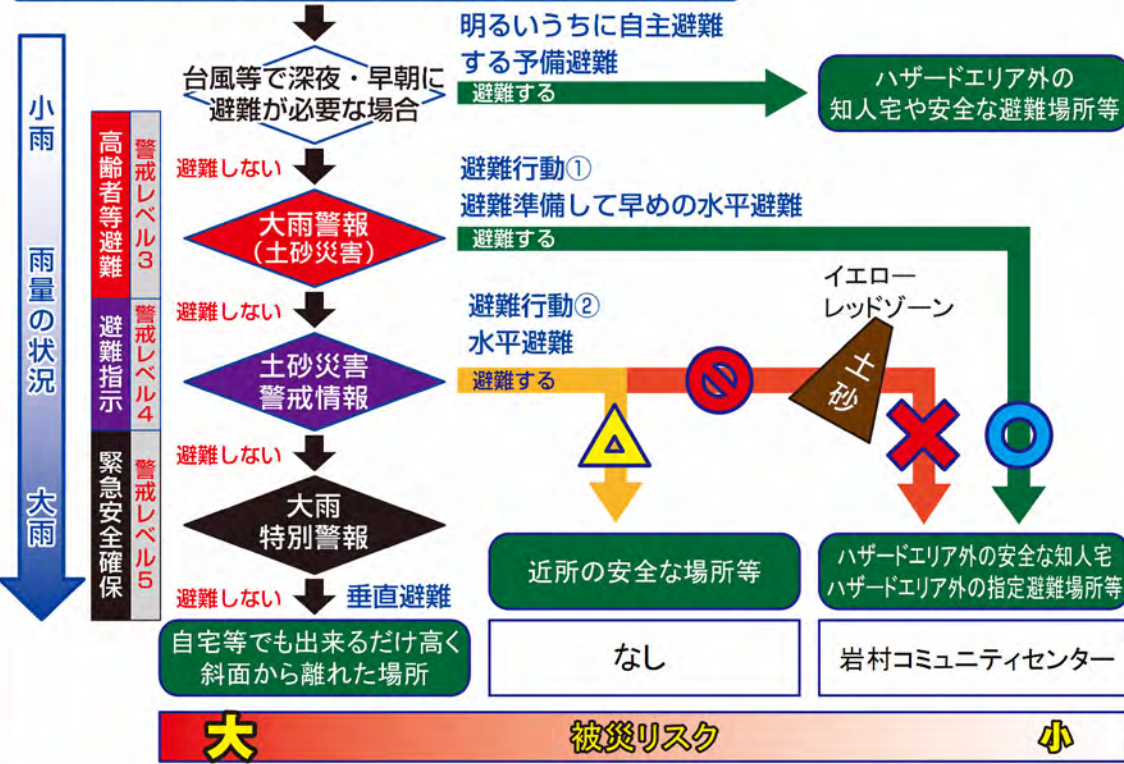 明るいうちに自主避難
する予備避難
台風等で深夜・早朝に
避難が必要な場合
避難する
ハザードエリア外の
知人宅や安全な避難場所等
小雨
雨量の状況
大雨
高齢者等避難
警戒レベル3
避難しない
避難行動①
避難準備して早めの水平避難
大雨警報
(土砂災害)
避難する
イエロー
レッドゾーン
土砂
避難指示
警戒レベル4
避難しない
避難行動②
水平避難
土砂災害
警戒情報
避難する
緊急安全確保
警戒レベル5
避難しない
大雨
特別警報
避難しない
垂直避難
自宅等でも出来るだけ高く
斜面から離れた場所
近所の安全な場所等
なし
ハザードエリア外の安全な知人宅
ハザードエリア外の指定避難場所等
岩村コミュニティセンター
大
被災リスク
小